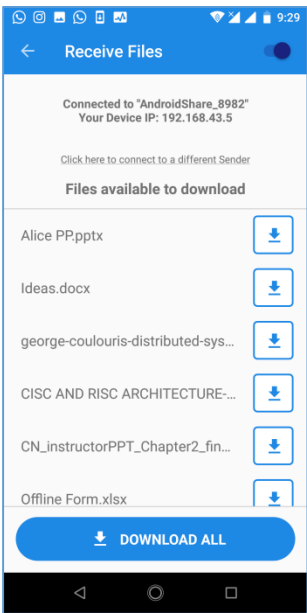 9:29
Receive Files
Connected to "AndroidShare_8982"
Your Device IP: 192.168.43.5
Click here to connect to a different Sender
Files available to download
Alice PP.pptx
Ideas.docx
george-coulouris-distributed-sys...
CISC AND RISC ARCHITECTURE-...
CN_instructorPPT_Chapter2_fin...
Offline Form.xlsx
DOWNLOAD ALL